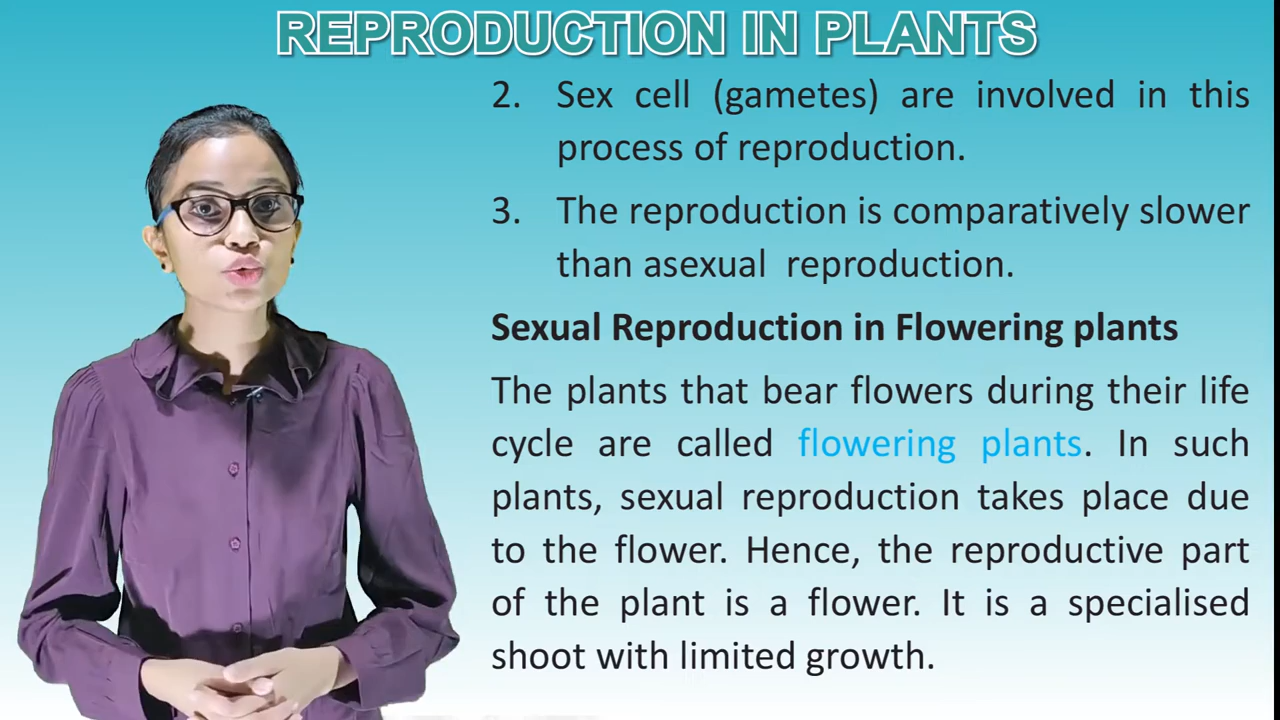 REPRODUCTION IN PLANTS
2. Sex cell (gametes) are involved in this
process of reproduction.
3. The reproduction is comparatively slower
than asexual reproduction.
Sexual Reproduction in Flowering plants
The plants that bear flowers during their life
cycle are called flowering plants. In such
plants, sexual reproduction takes place due
to the flower. Hence, the reproductive part
of the plant is a flower. It is a specialised
shoot with limited growth.